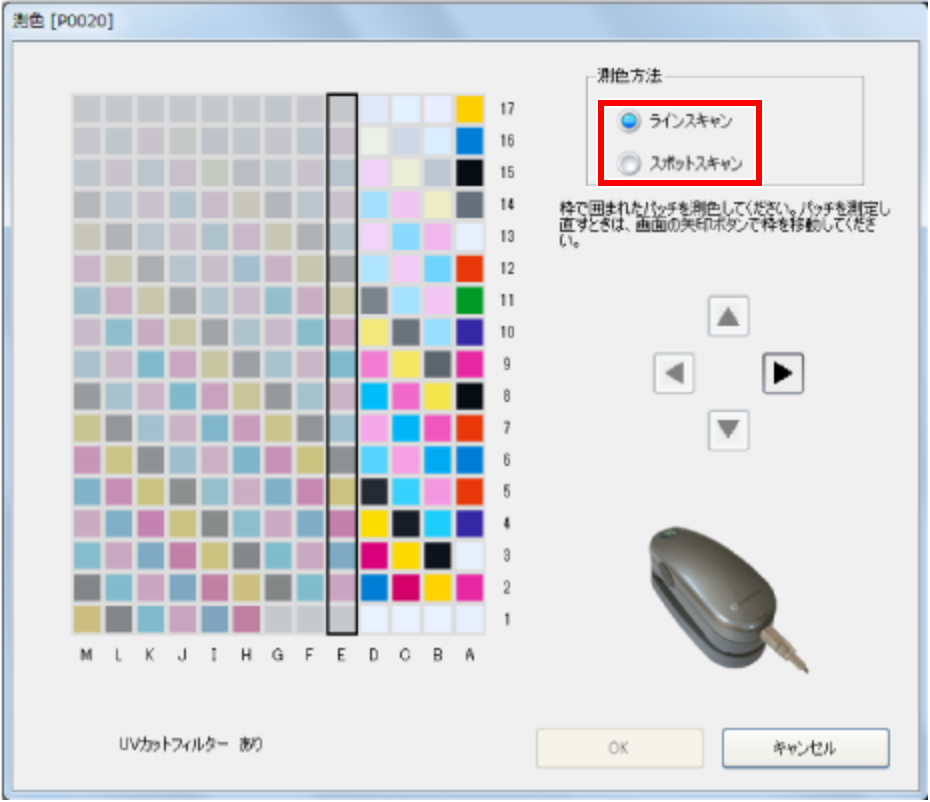 測色 [P0020]
測色方法
ラインスキャン
スポットスキャン
枠で囲まれたパッチを測色してください。パッチを測定し
直すときは、画面の矢印ボタンで枠を移動してくださ
い。
17
16
15
14
13
12
11
10
9
8
7
6
5
4
3
2
1
M L K J I H G F E D C B A
UVカットフィルター あり
OK
キャンセル